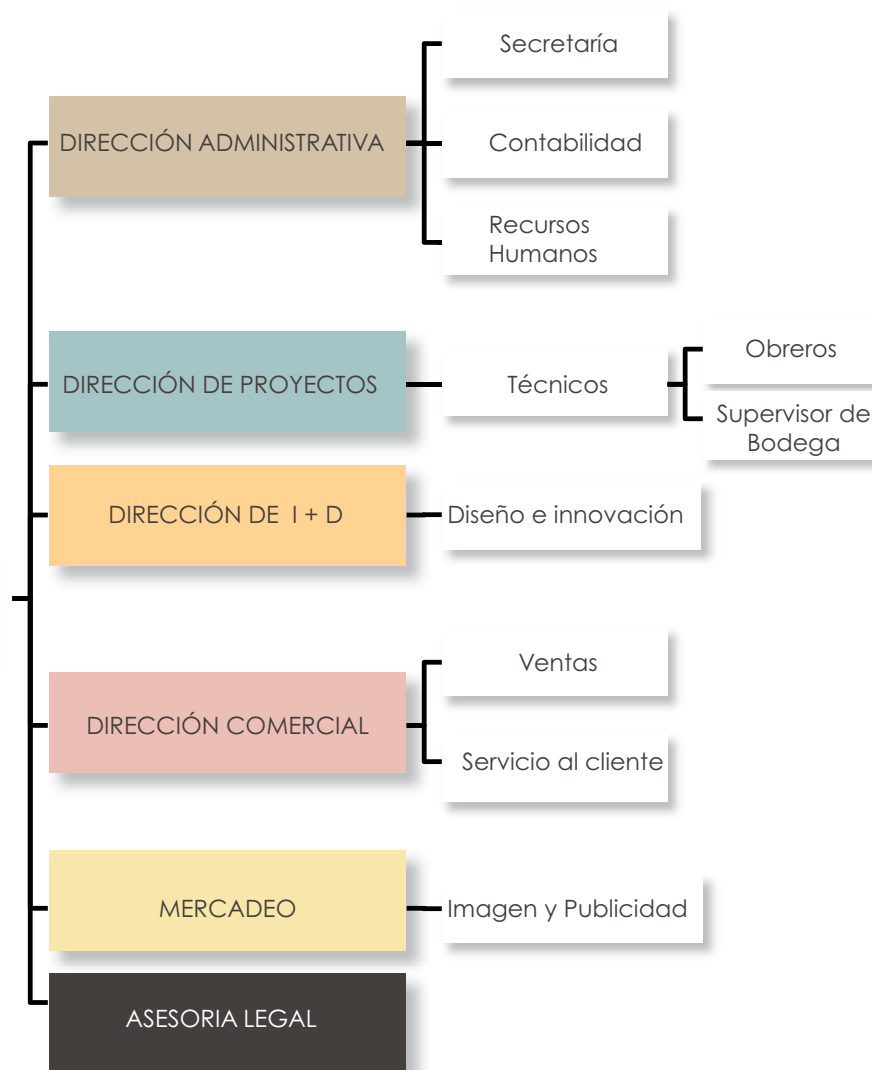 Secretaría
DIRECCIÓN ADMINISTRATIVA
Contabilidad
Recursos
Humanos
DIRECCIÓN DE PROYECTOS
Técnicos
Obreros
Supervisor de
Bodega
DIRECCIÓN DE I + D
Diseño e innovación
DIRECCIÓN COMERCIAL
Ventas
Servicio al cliente
MERCADEO
Imagen y Publicidad
ASESORIA LEGAL